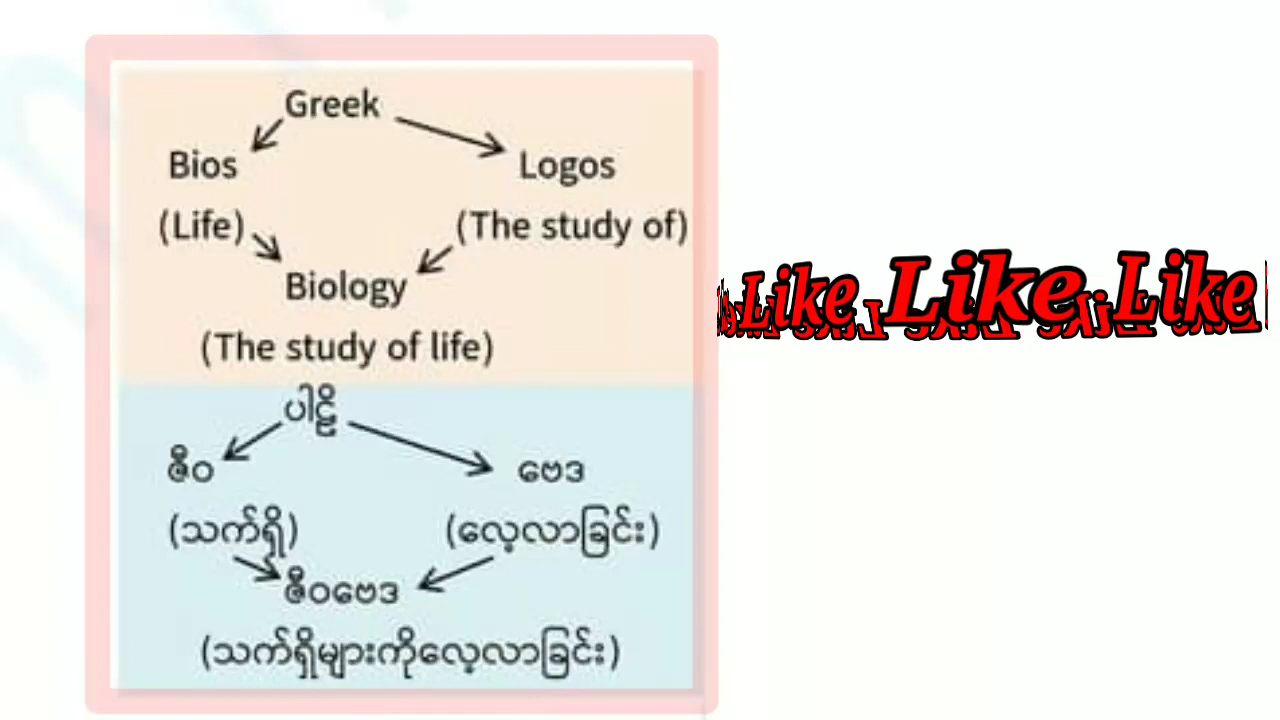 Greek
Bios Logos
(Life) (The study of)
Biology
(The study of life)
ပါဠိ
ဇီဝ ဗေဒ
(သက်ရှိ) (လေ့လာခြင်း)
ဇီဝဗေဒ
(သက်ရှိများကိုလေ့လာခြင်း)
Like Like Like